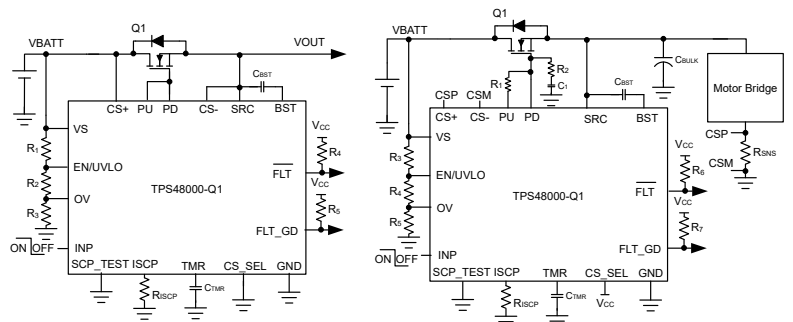 Q1
VBATT
VOUT
CBST
CS+
PU
PD
CS-
SRC
BST
VS
R1
EN/UVLO
R2
OV
R3
ON
OFF
INP
TPS48000-Q1
VCC
R4
FLT
VCC
R5
FLT_GD
SCP_TEST
ISCP
TMR
CS_SEL
GND
RISCP
CTMR
Q1
VBATT
R1
R2
C1
CBST
CBULK
Motor Bridge
CSP
CSM
CS+
CS-
PU
PD
SRC
BST
CSP
RSNS
CSM
VS
R3
EN/UVLO
R4
OV
R5
ON
OFF
INP
TPS48000-Q1
VCC
R6
FLT
VCC
R7
FLT_GD
SCP_TEST
ISCP
TMR
CS_SEL
GND
RISCP
CTMR
VCC